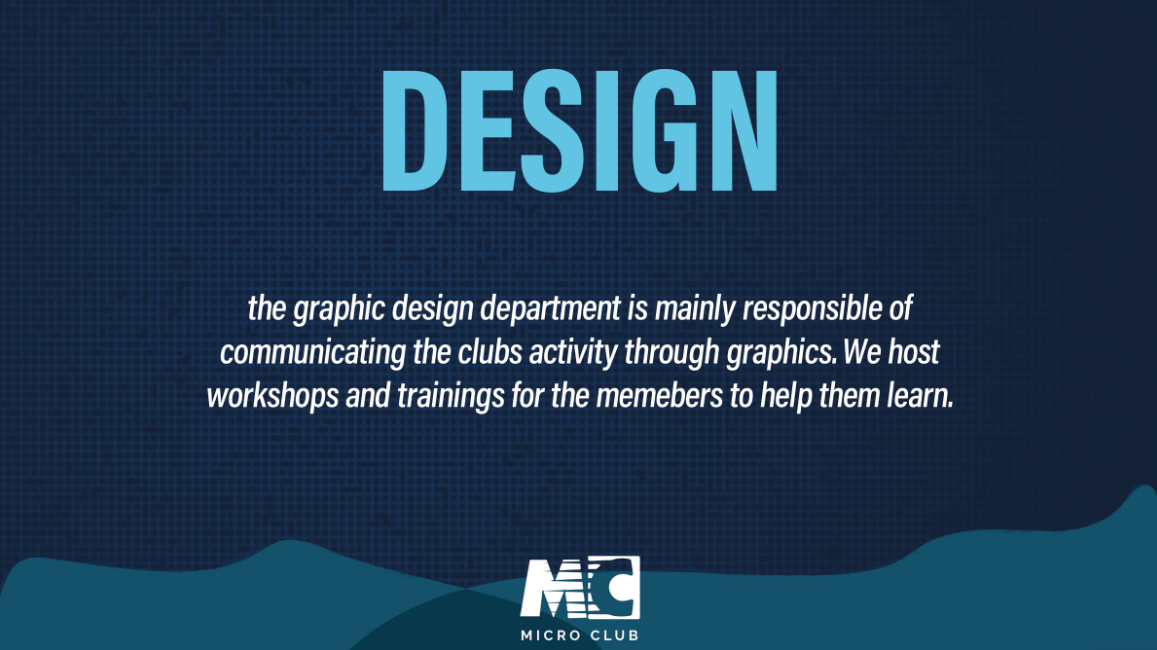 DESIGN
the graphic design department is mainly responsible of
communicating the clubs activity through graphics. We host
workshops and trainings for the memebers to help them learn.
MC
MICRO CLUB